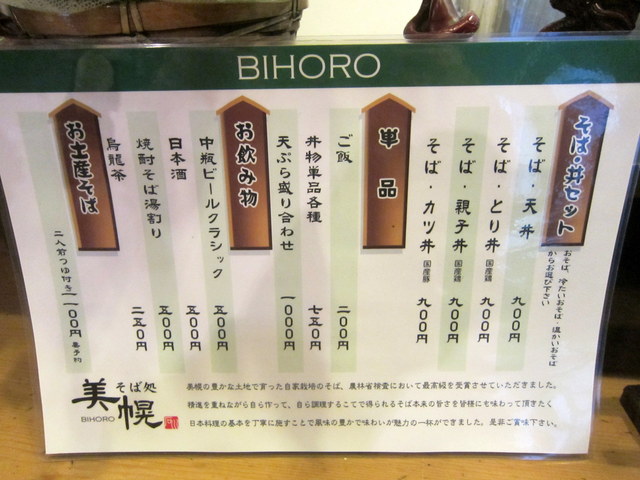 BIHORO
そば・丼セット
おそば、冷たいおそば・温かいおそば
からお選び下さい
そば・天丼 九〇〇円
そば・とり丼 国産鶏 九〇〇円
そば・親子丼 国産鶏 九〇〇円
そば・カツ丼 国産豚 九〇〇円
単品
ご飯 二〇〇円
丼物単品各種 七五〇円
天ぷら盛り合わせ 一〇〇〇円
お飲み物
中瓶ビールクラシック 五〇〇円
日本酒 五〇〇円
焼酎そば湯割り 五〇〇円
烏龍茶 二五〇円
お土産そば
二人前つゆ付き 一一〇〇円 要予約
そば処
美幌
BIHORO
美幌の豊かな土地で育った自家栽培のそば、農林省検査において最高級を受賞させていただきました。
精進を重ねながら自ら作って、自ら調理することで得られるそば本来の旨さを皆様に味わって頂きたく
日本料理の基本を丁寧に施すことで風味の豊かで味わいが魅力の一杯ができました。是非ご賞味下さい。